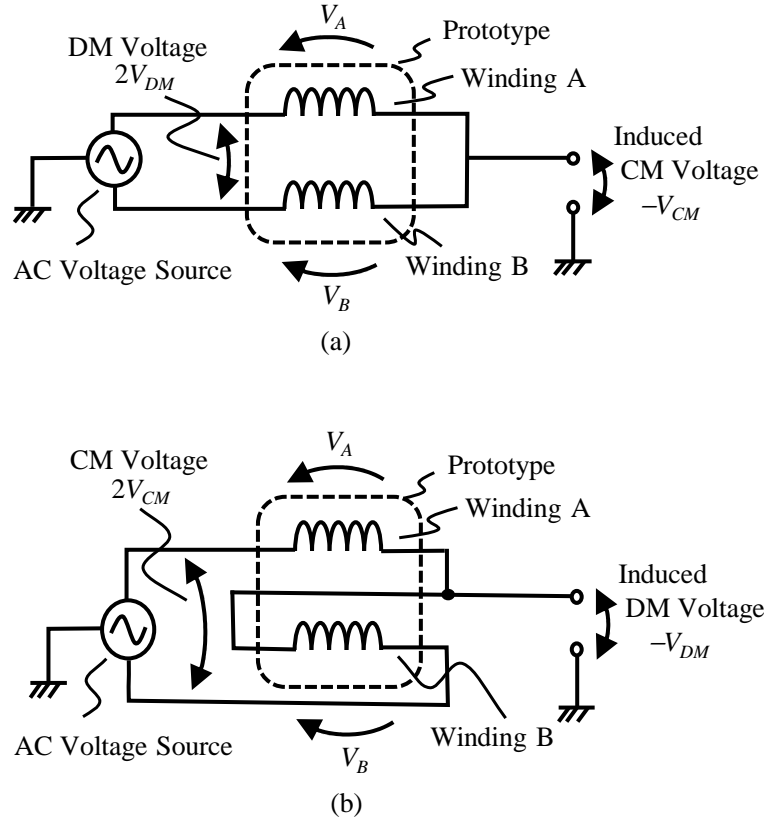 V_A
DM Voltage
2V_DM
Prototype
Winding A
Induced
CM Voltage
–V_CM
AC Voltage Source
Winding B
V_B
(a)
V_A
CM Voltage
2V_CM
Prototype
Winding A
Induced
DM Voltage
–V_DM
AC Voltage Source
Winding B
V_B
(b)